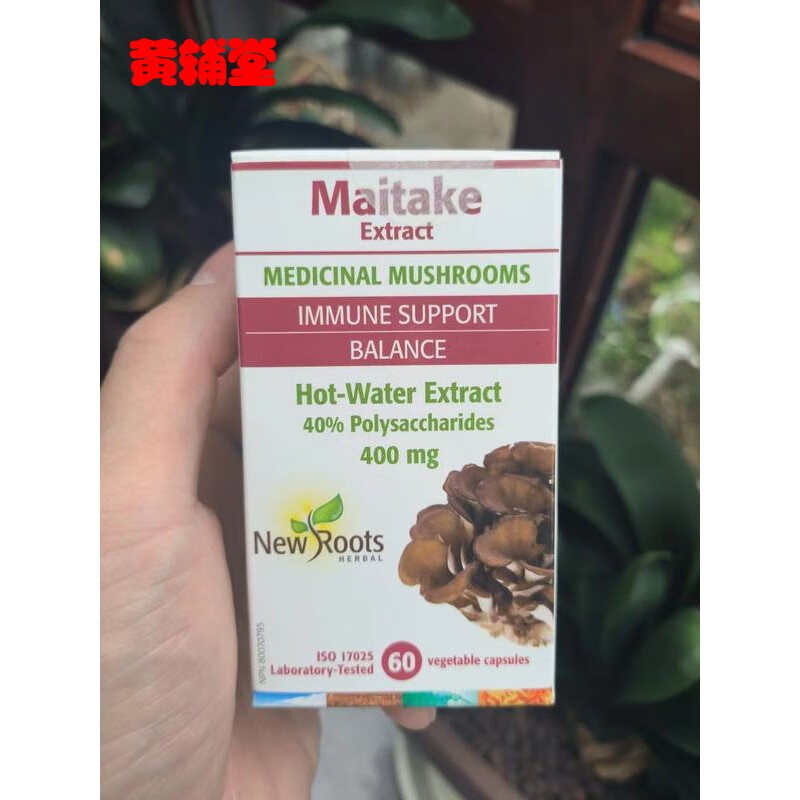 黄辅堂
Maitake
Extract
MEDICINAL MUSHROOMS
IMMUNE SUPPORT
BALANCE
Hot-Water Extract
40% Polysaccharides
400 mg
New Roots
HERBAL
NPN 80070795
ISO 17025
Laboratory-Tested
60 vegetable capsules